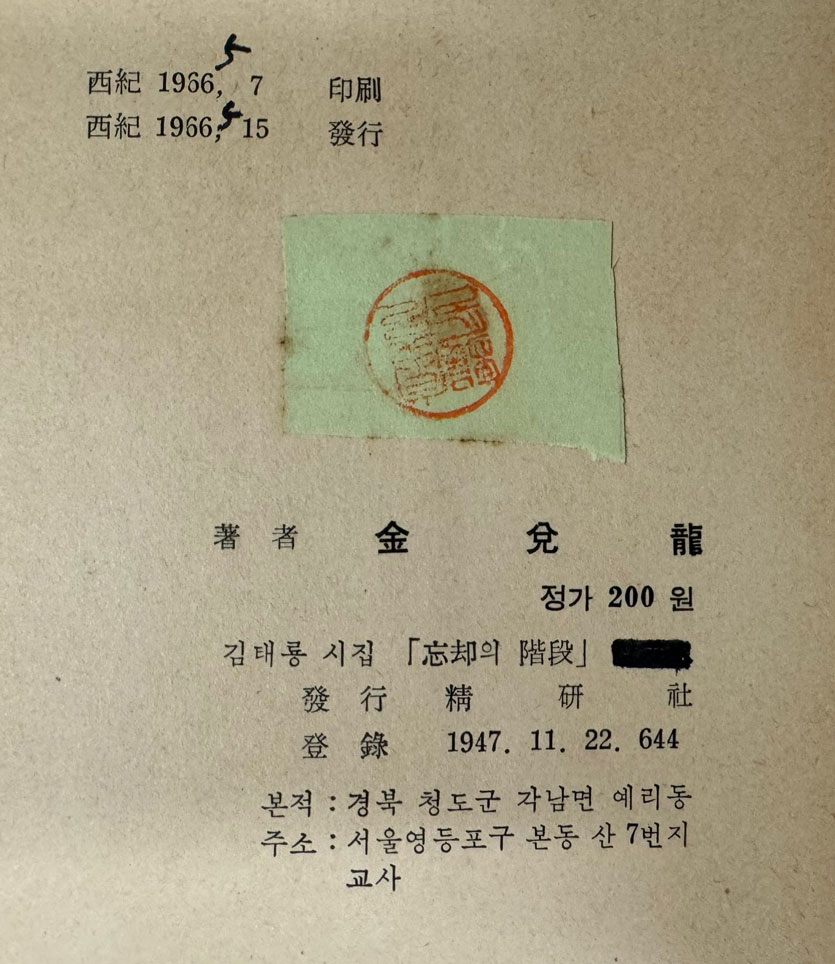 西紀 1966, 5 7 印刷
西紀 1966, 5 15 發行
著者 金兌龍
정가 200 원
김태룡 시집 「忘却의 階段」
發行 精研社
登錄 1947. 11. 22. 644
본적 : 경북 청도군 각남면 예리동
주소 : 서울영등포구 본동 산 7번지
교사